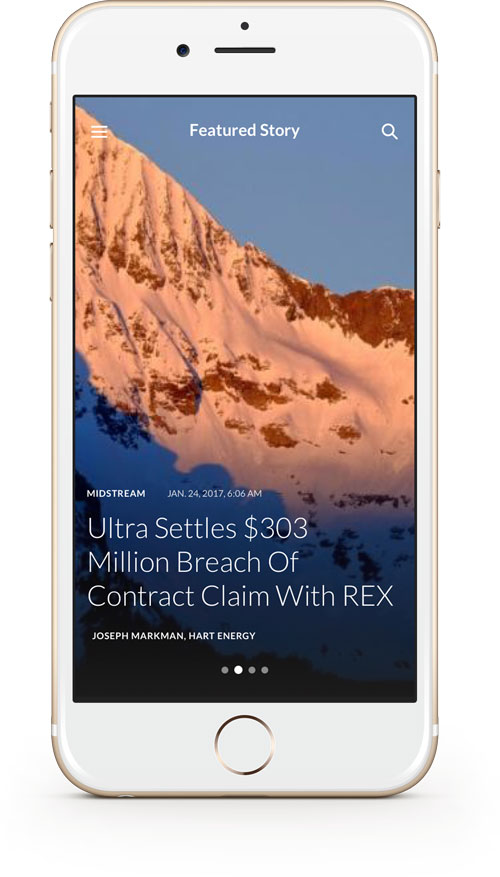 Featured Story
MIDSTREAM JAN. 24, 2017, 6:06 AM
Ultra Settles $303
Million Breach Of
Contract Claim With REX
JOSEPH MARKMAN, HART ENERGY